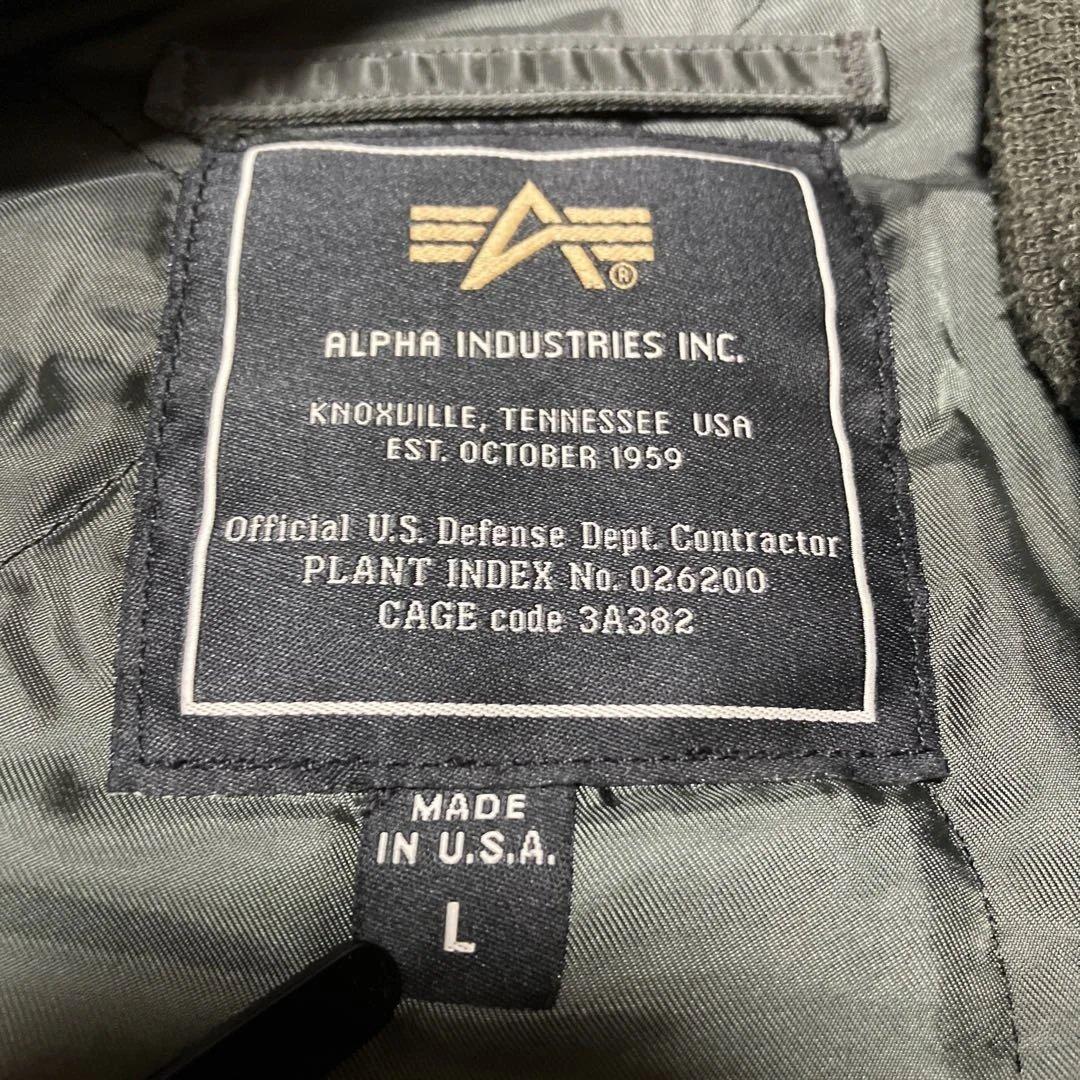 ®
ALPHA INDUSTRIES INC.
KNOXVILLE, TENNESSEE USA
EST. OCTOBER 1959
Official U.S. Defense Dept. Contractor
PLANT INDEX No. 026200
CAGE code 3A382
MADE
IN U.S.A.
L